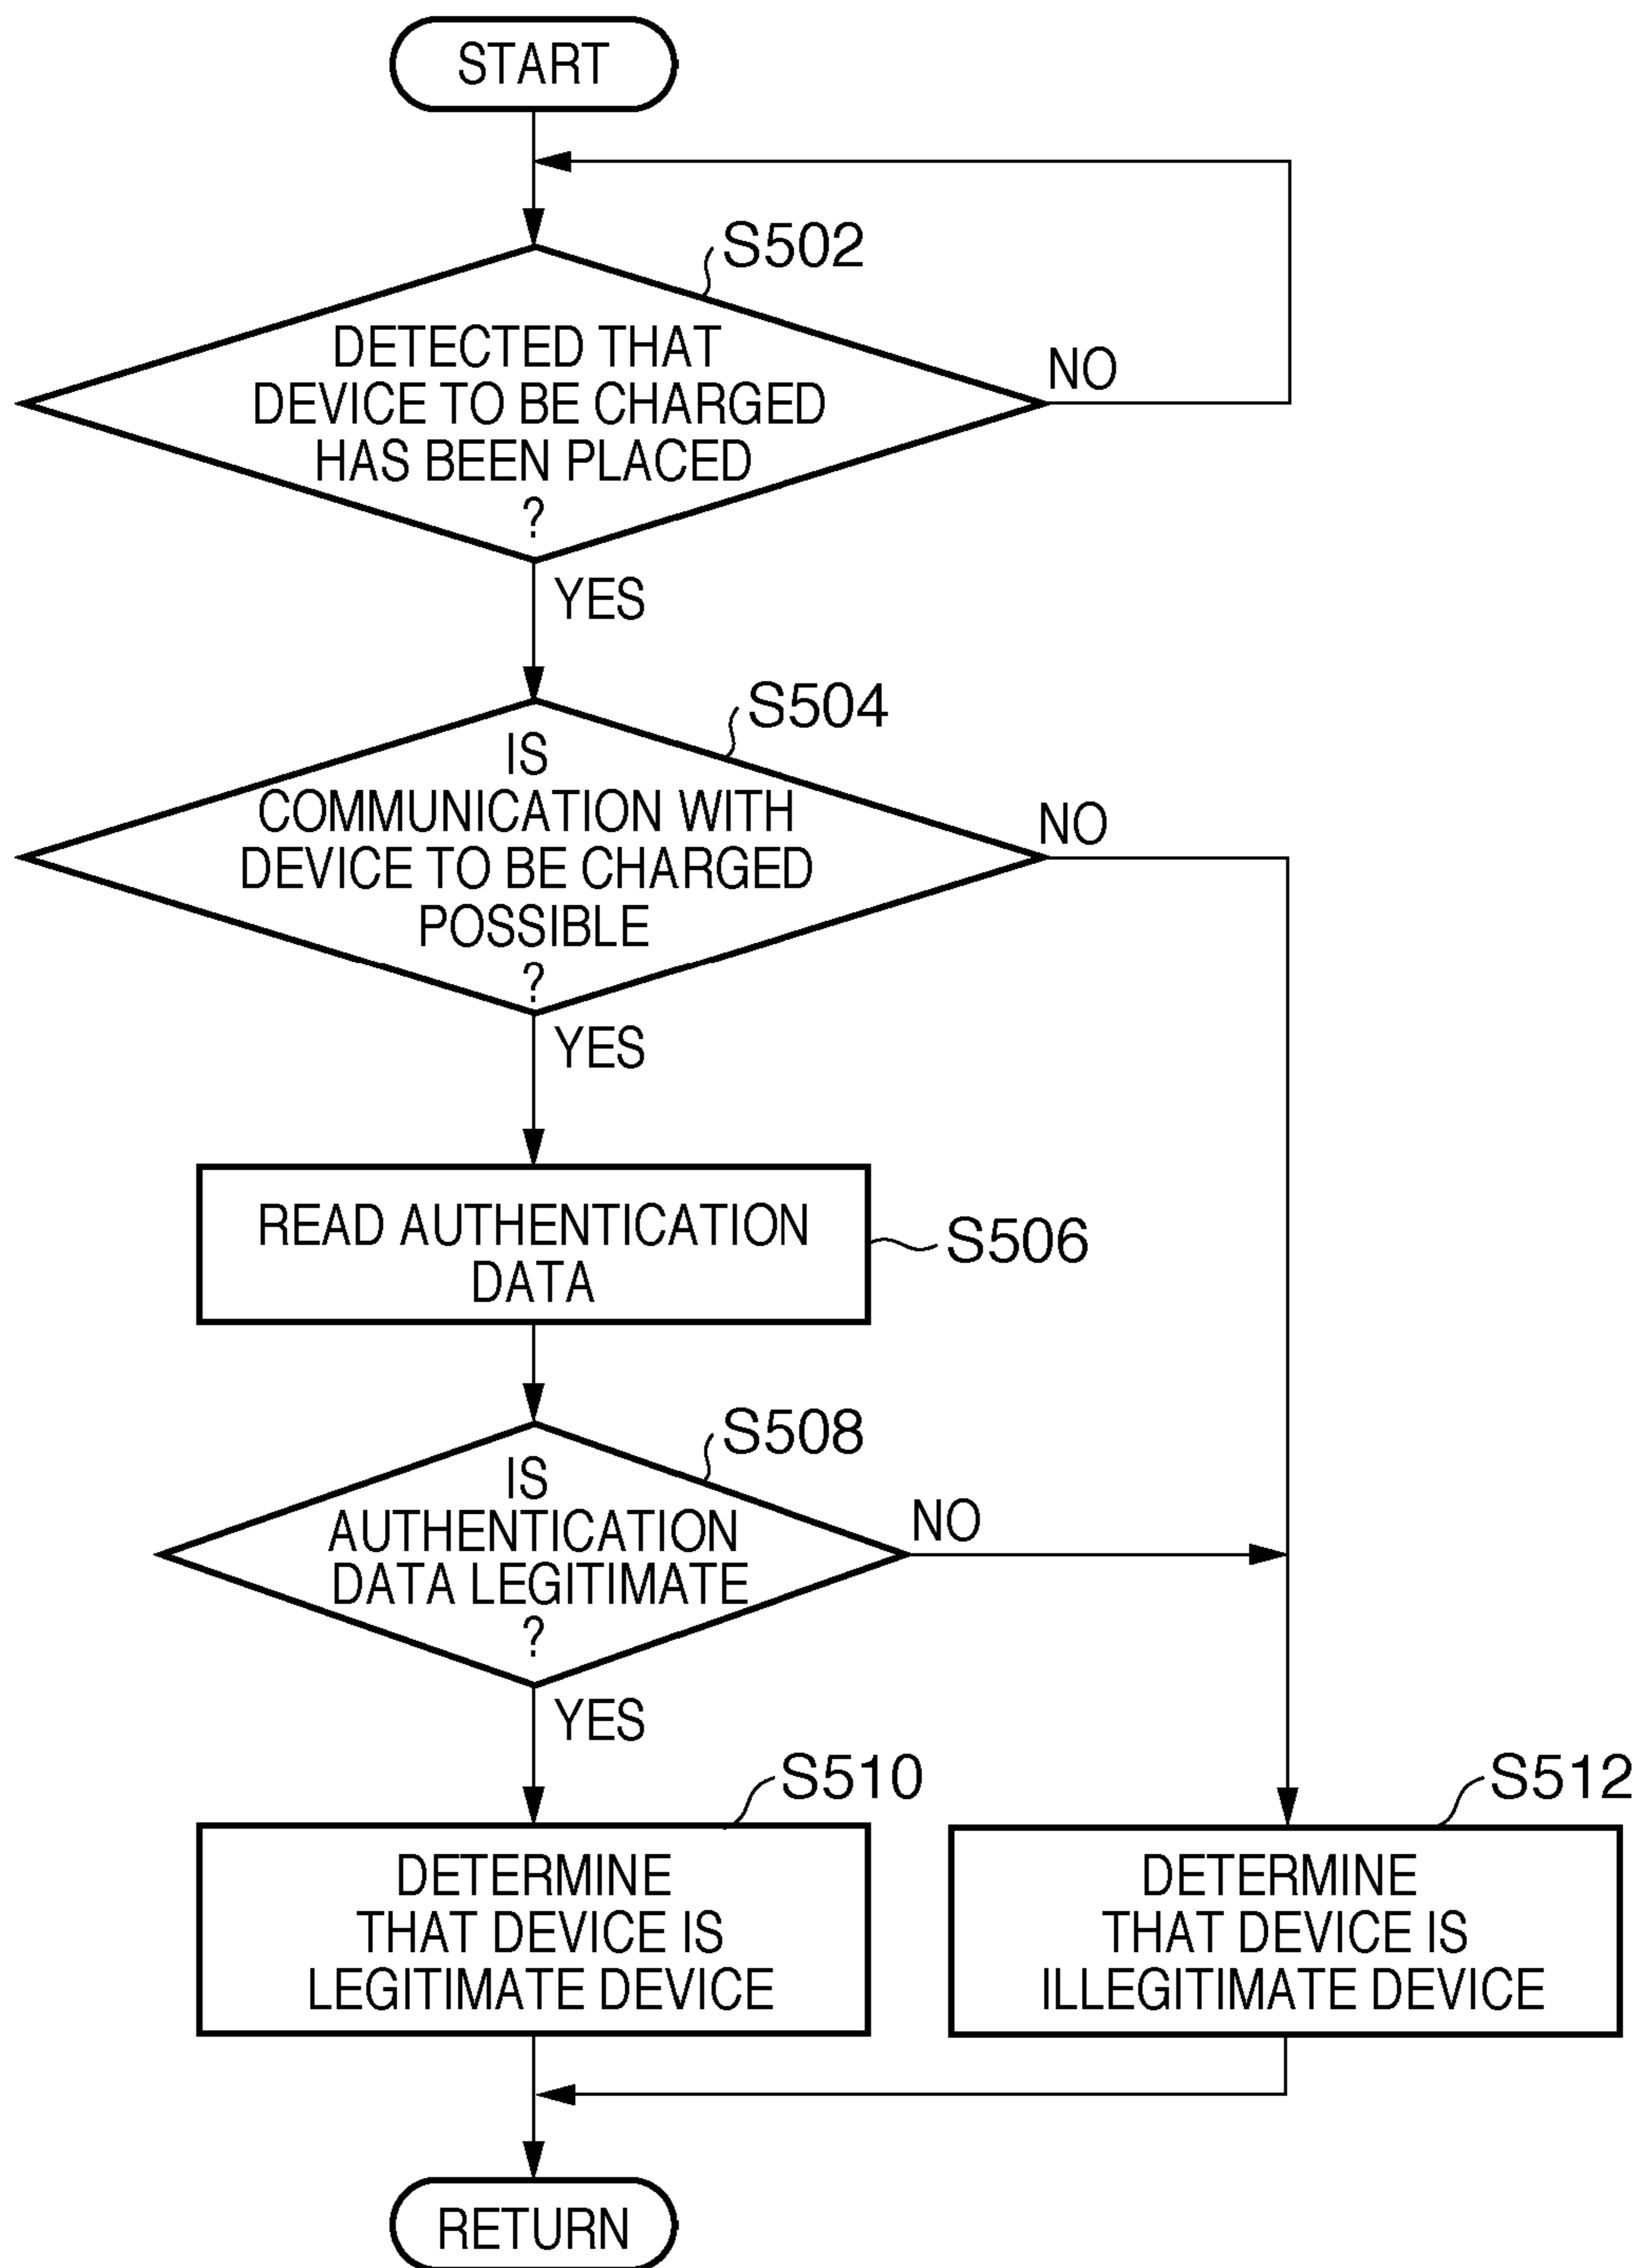 START
S502
DETECTED THAT
DEVICE TO BE CHARGED
HAS BEEN PLACED
?
NO
YES
S504
IS
COMMUNICATION WITH
DEVICE TO BE CHARGED
POSSIBLE
?
NO
YES
READ AUTHENTICATION
DATA
S506
S508
IS
AUTHENTICATION
DATA LEGITIMATE
?
NO
YES
S510
DETERMINE
THAT DEVICE IS
LEGITIMATE DEVICE
S512
DETERMINE
THAT DEVICE IS
ILLEGITIMATE DEVICE
RETURN